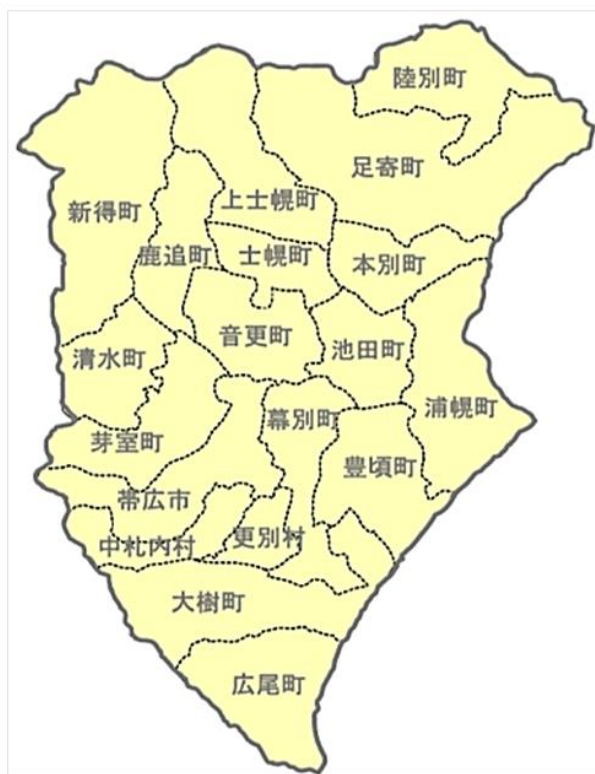 陸別町
足寄町
上士幌町
新得町
鹿追町
士幌町
本別町
音更町
池田町
清水町
浦幌町
幕別町
芽室町
豊頃町
帯広市
更別村
中札内村
大樹町
広尾町